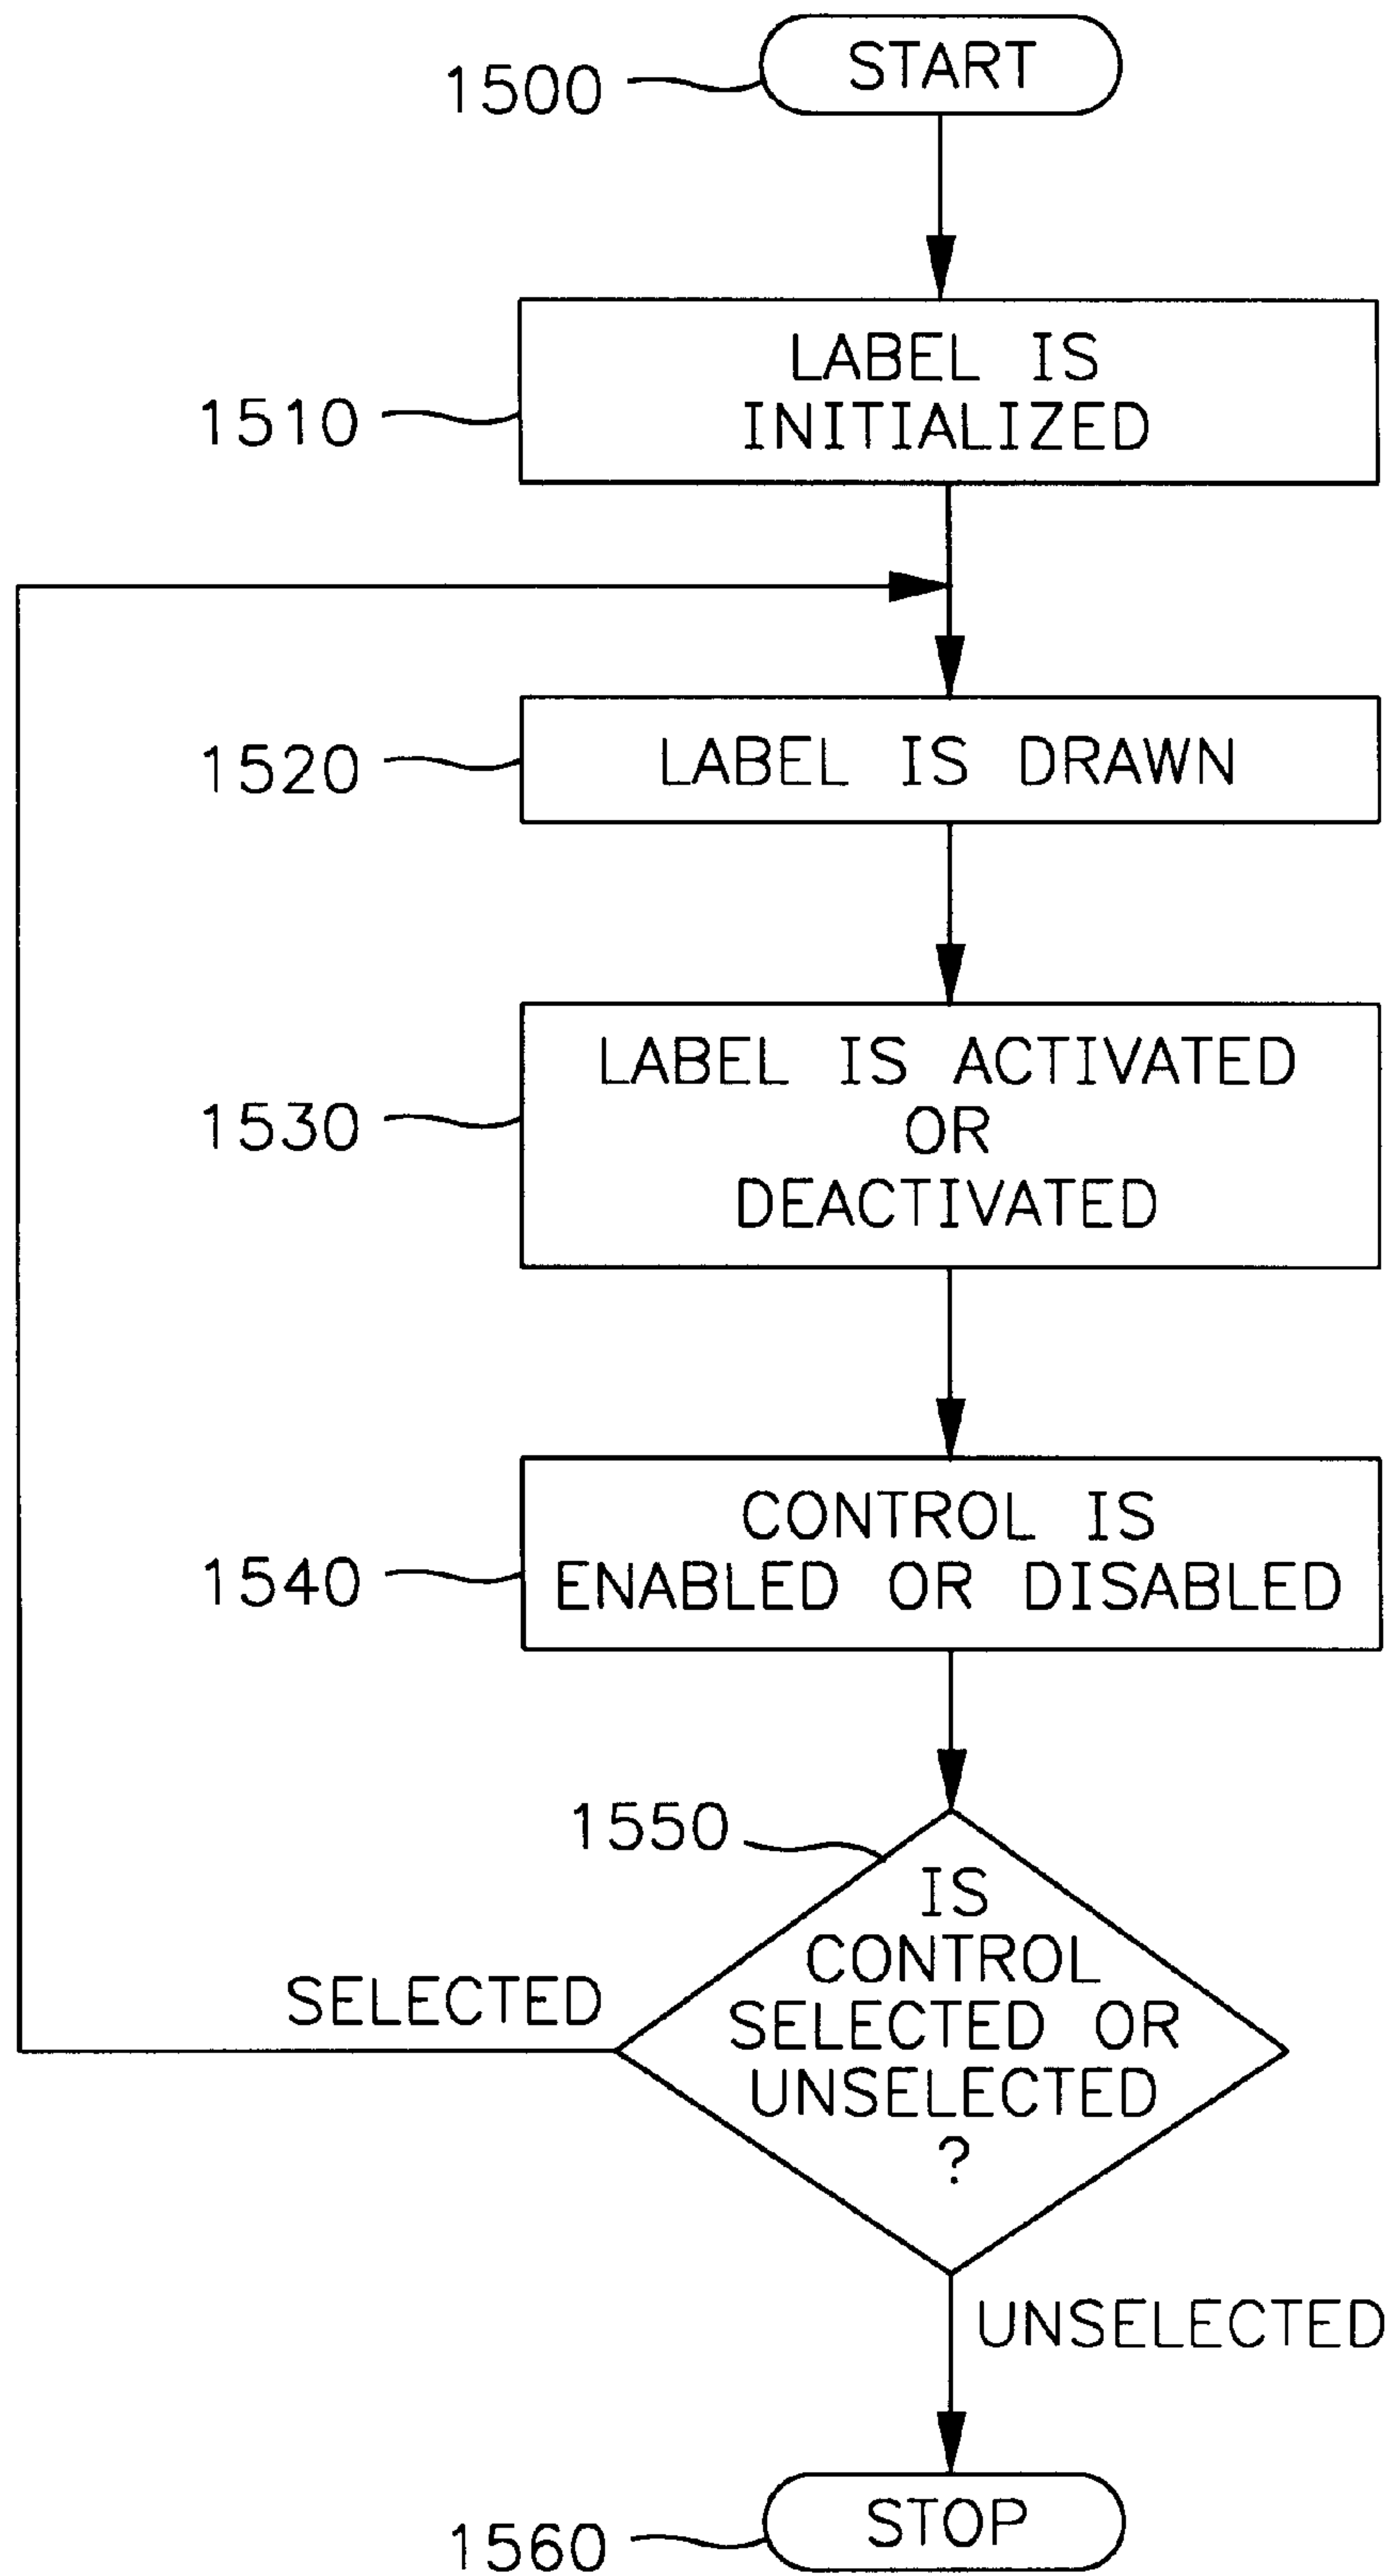 START
1500
LABEL IS
INITIALIZED
1510
LABEL IS DRAWN
1520
LABEL IS ACTIVATED
OR
DEACTIVATED
1530
CONTROL IS
ENABLED OR DISABLED
1540
1550
IS
CONTROL
SELECTED OR
UNSELECTED
?
SELECTED
UNSELECTED
STOP
1560